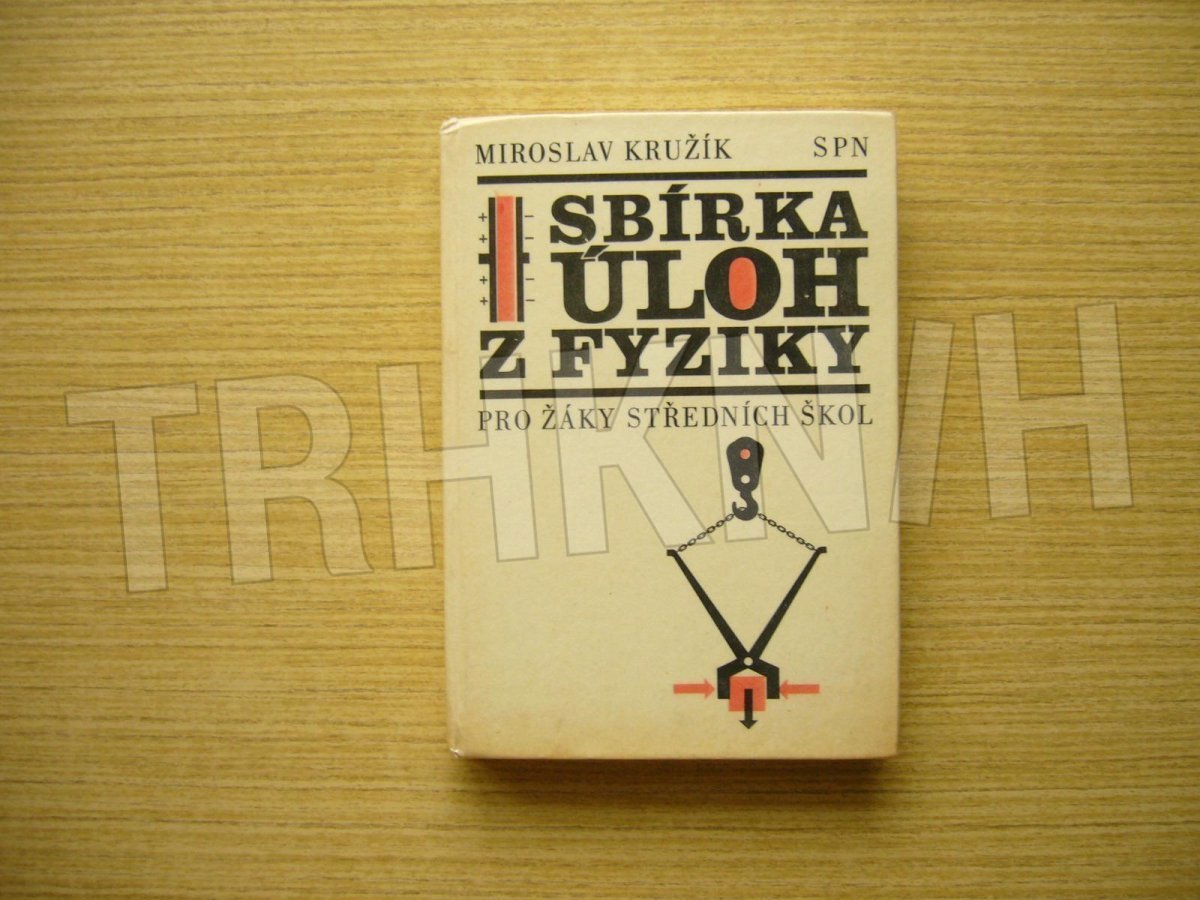 MIROSLAV KRUŽÍK SPN
SBÍRKA
ÚLOH
Z FYZIKY
PRO ŽÁKY STŘEDNÍCH ŠKOL
+ −
+ −
+ −
+ −
TRHKNIH